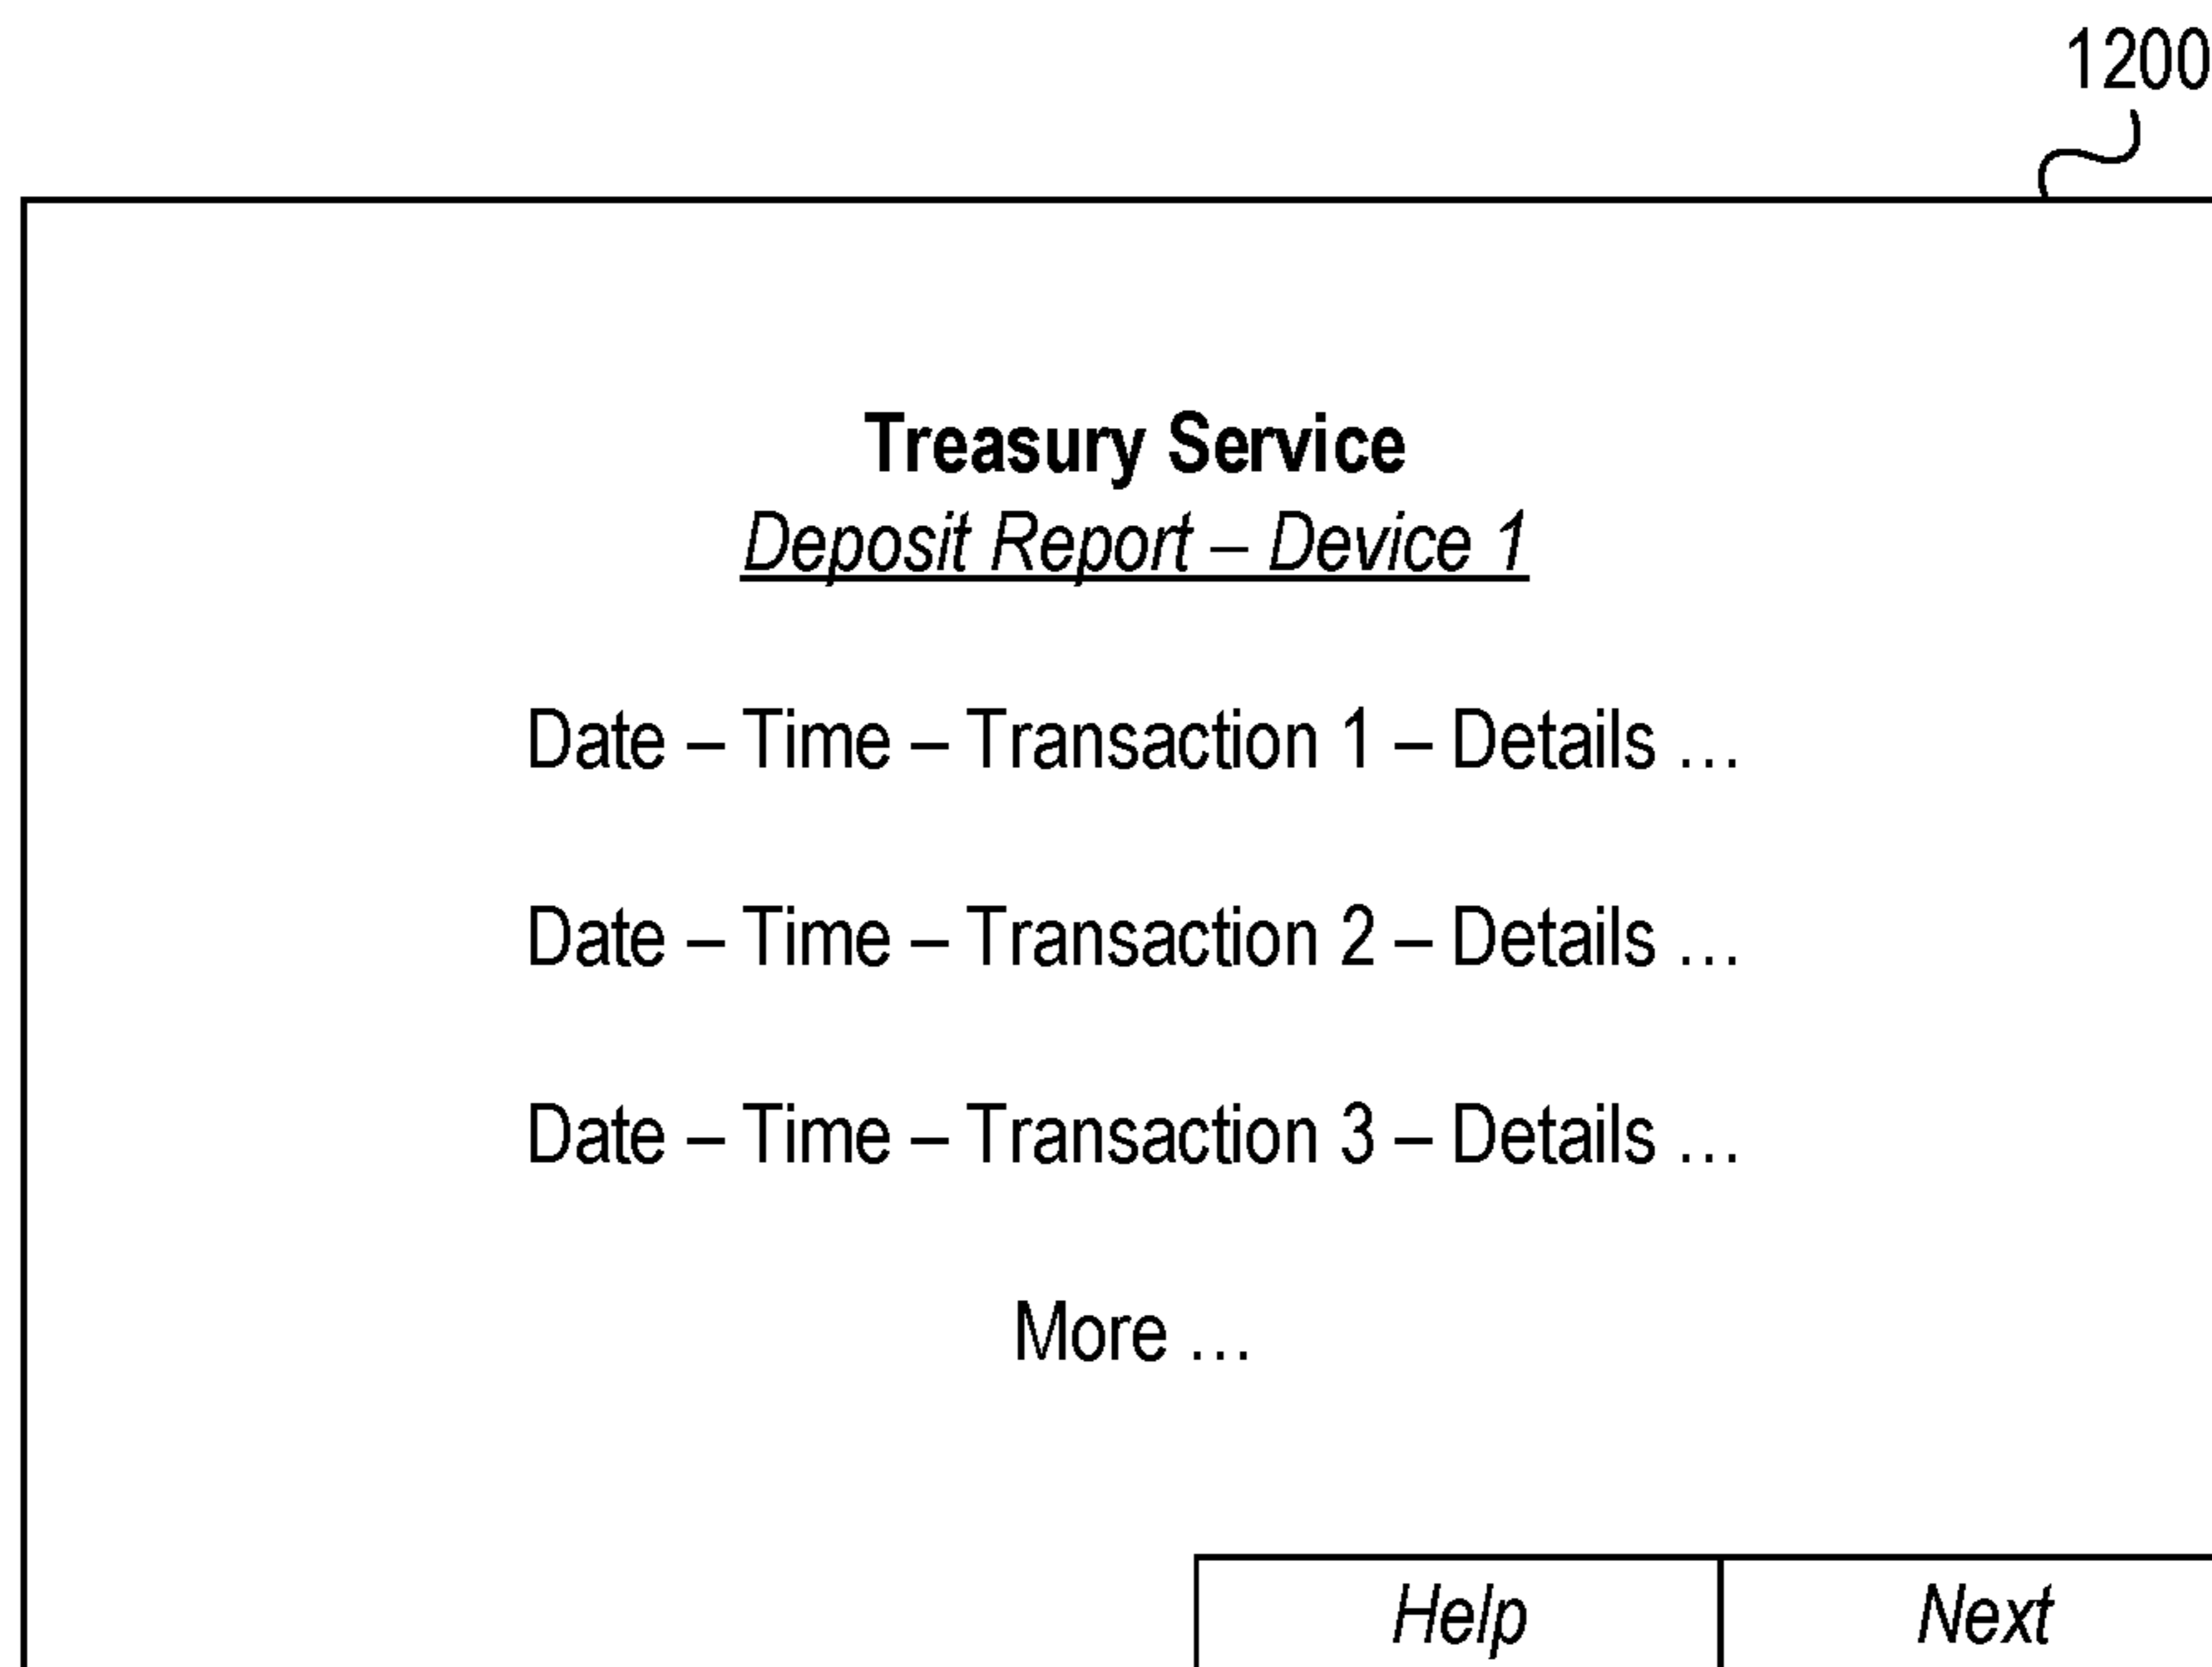 1200
Treasury Service
Deposit Report – Device 1
Date – Time – Transaction 1 – Details ...
Date – Time – Transaction 2 – Details ...
Date – Time – Transaction 3 – Details ...
More ...
Help Next